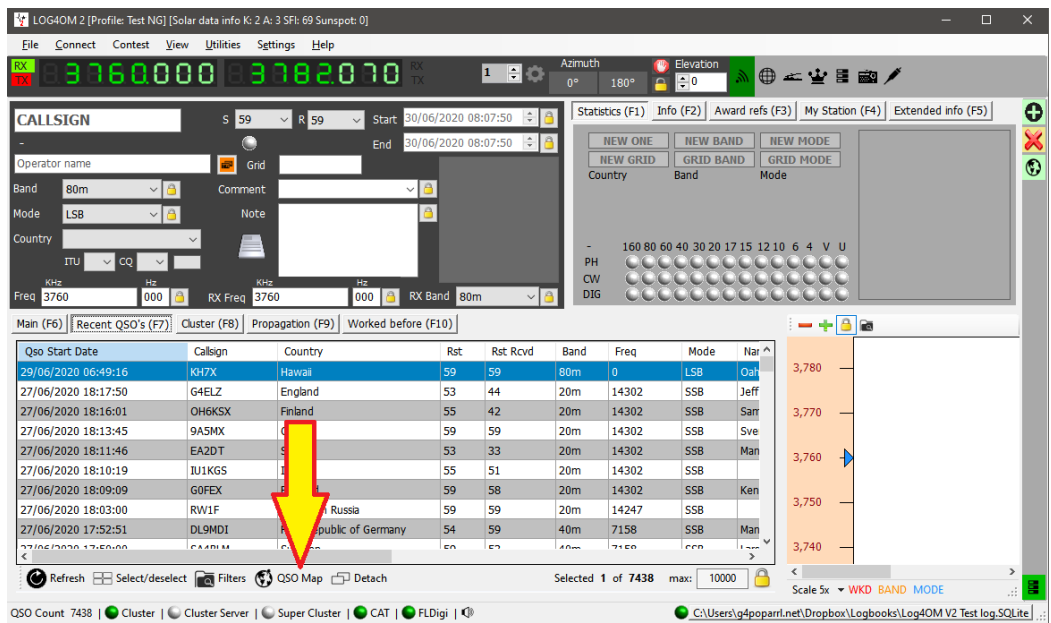 LOG4OM 2 [Profile: Test NG] [Solar data info K: 2 A: 3 SFI: 69 Sunspot: 0]
File Connect Contest View Utilities Settings Help
RX TX 3760.000 3782.070 RX TX 1 Azimuth 0° 180° Elevation 0
CALLSIGN S 59 R 59 Start 30/06/2020 08:07:50
- End 30/06/2020 08:07:50
Operator name Grid
Band 80m Comment
Mode LSB Note
Country
ITU CQ
KHz Hz KHz Hz
Freq 3760 000 RX Freq 3760 000 RX Band 80m
Statistics (F1) Info (F2) Award refs (F3) My Station (F4) Extended info (F5)
NEW ONE NEW BAND NEW MODE
NEW GRID GRID BAND GRID MODE
Country Band Mode
- 160 80 60 40 30 20 17 15 12 10 6 4 V U
PH
CW
DIG
Main (F6) Recent QSO's (F7) Cluster (F8) Propagation (F9) Worked before (F10)
Qso Start Date Callsign Country Rst Rst Rcvd Band Freq Mode
29/06/2020 06:49:16 KH7X Hawaii 59 59 80m 0 LSB Oah
27/06/2020 18:17:50 G4ELZ England 53 44 20m 14302 SSB Jeff
27/06/2020 18:16:01 OH6KSX Finland 55 42 20m 14302 SSB Sam
27/06/2020 18:13:45 9A5MX 59 59 20m 14302 SSB Sve
27/06/2020 18:11:46 EA2DT 53 33 20m 14302 SSB Man
27/06/2020 18:10:19 IU1KGS 55 51 20m 14302 SSB
27/06/2020 18:09:09 G0FEX 59 58 20m 14302 SSB Ken
27/06/2020 18:03:00 RW1F Russia 59 59 20m 14247 SSB
27/06/2020 17:52:51 DL9MDI of Germany 54 59 40m 7158 SSB Man
3,780
3,770
3,760
3,750
3,740
Refresh Select/deselect Filters QSO Map Detach Selected 1 of 7438 max: 10000
Scale 5x WKD BAND MODE
QSO Count 7438 | Cluster | Cluster Server | Super Cluster | CAT | FLDigi | C:\Users\g4poparrl.net\Dropbox\Logbooks\Log4OM V2 Test log.SQLite